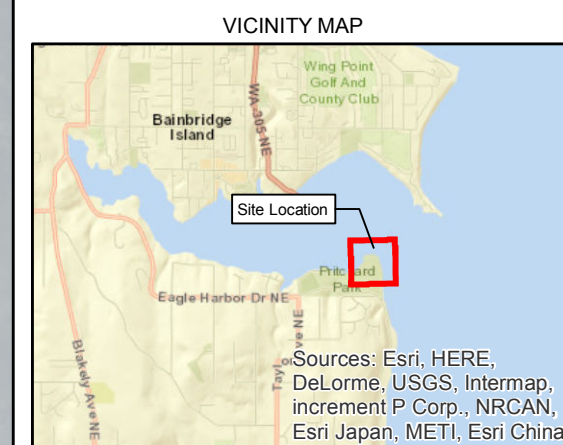 VICINITY MAP
Wing Point
Golf And
County Club
WA-305 NE
Bainbridge
Island
Site Location
Pritchard
Park
Eagle Harbor Dr NE
Blakely Ave NE
Taylor Ave NE
Sources: Esri, HERE,
DeLorme, USGS, Intermap,
increment P Corp., NRCAN,
Esri Japan, METI, Esri China